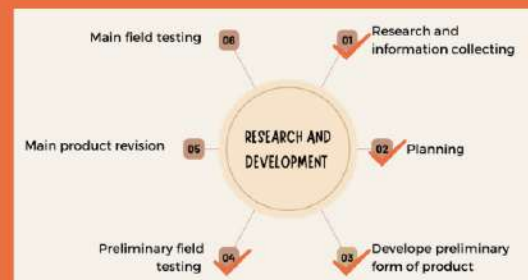 RESEARCH AND
DEVELOPMENT
01
Research and
information collecting
02
Planning
03
Develope preliminary
form of product
04
Preliminary field
testing
05
Main product revision
06
Main field testing